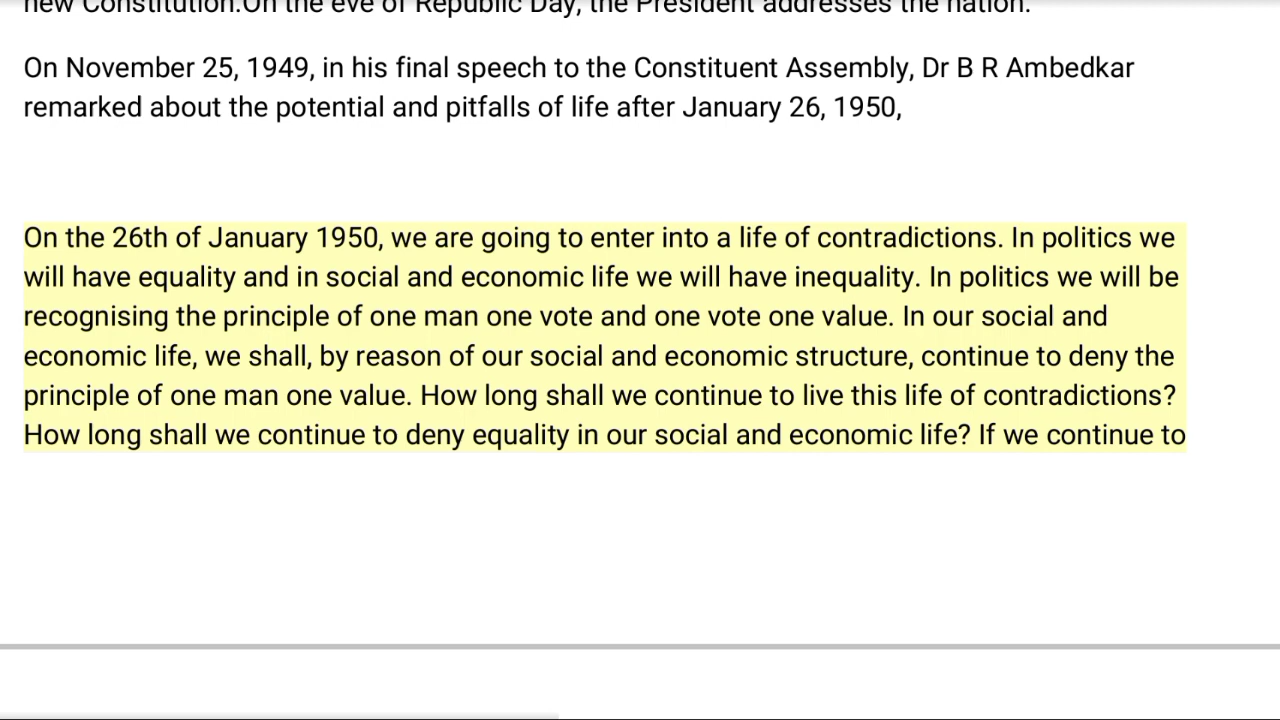 new Constitution.On the eve of Republic Day, the President addresses the nation.
On November 25, 1949, in his final speech to the Constituent Assembly, Dr B R Ambedkar
remarked about the potential and pitfalls of life after January 26, 1950,
On the 26th of January 1950, we are going to enter into a life of contradictions. In politics we
will have equality and in social and economic life we will have inequality. In politics we will be
recognising the principle of one man one vote and one vote one value. In our social and
economic life, we shall, by reason of our social and economic structure, continue to deny the
principle of one man one value. How long shall we continue to live this life of contradictions?
How long shall we continue to deny equality in our social and economic life? If we continue to